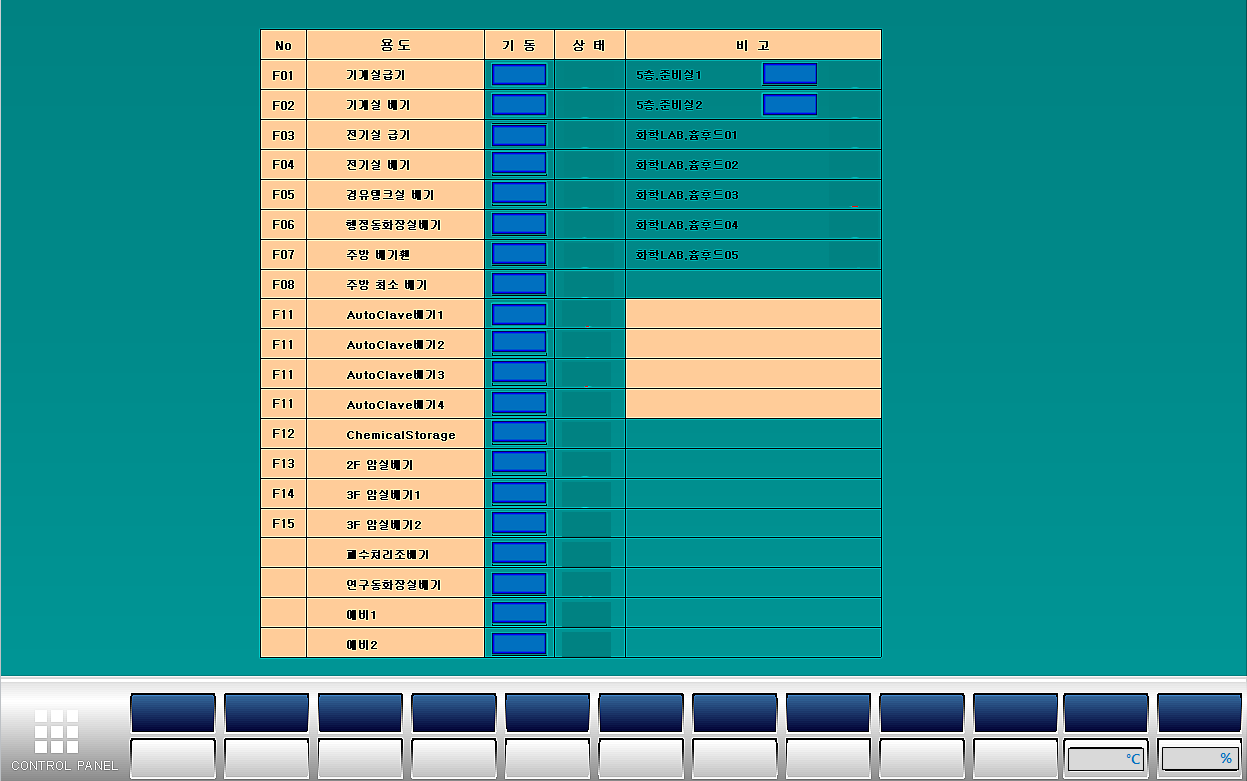 No 용 도 기 동 상 태 비 고
F01 기계실급기 5층.준비실1
F02 기계실 배기 5층.준비실2
F03 전기실 급기 화학LAB.흄후드01
F04 전기실 배기 화학LAB.흄후드02
F05 경유탱크실 배기 화학LAB.흄후드03
F06 행정동화장실배기 화학LAB.흄후드04
F07 주방 배기휀 화학LAB.흄후드05
F08 주방 최소 배기
F11 AutoClave배기1
F11 AutoClave배기2
F11 AutoClave배기3
F11 AutoClave배기4
F12 ChemicalStorage
F13 2F 암실배기
F14 3F 암실배기1
F15 3F 암실배기2
폐수처리조배기
연구동화장실배기
예비1
예비2
℃ %
CONTROL PANEL